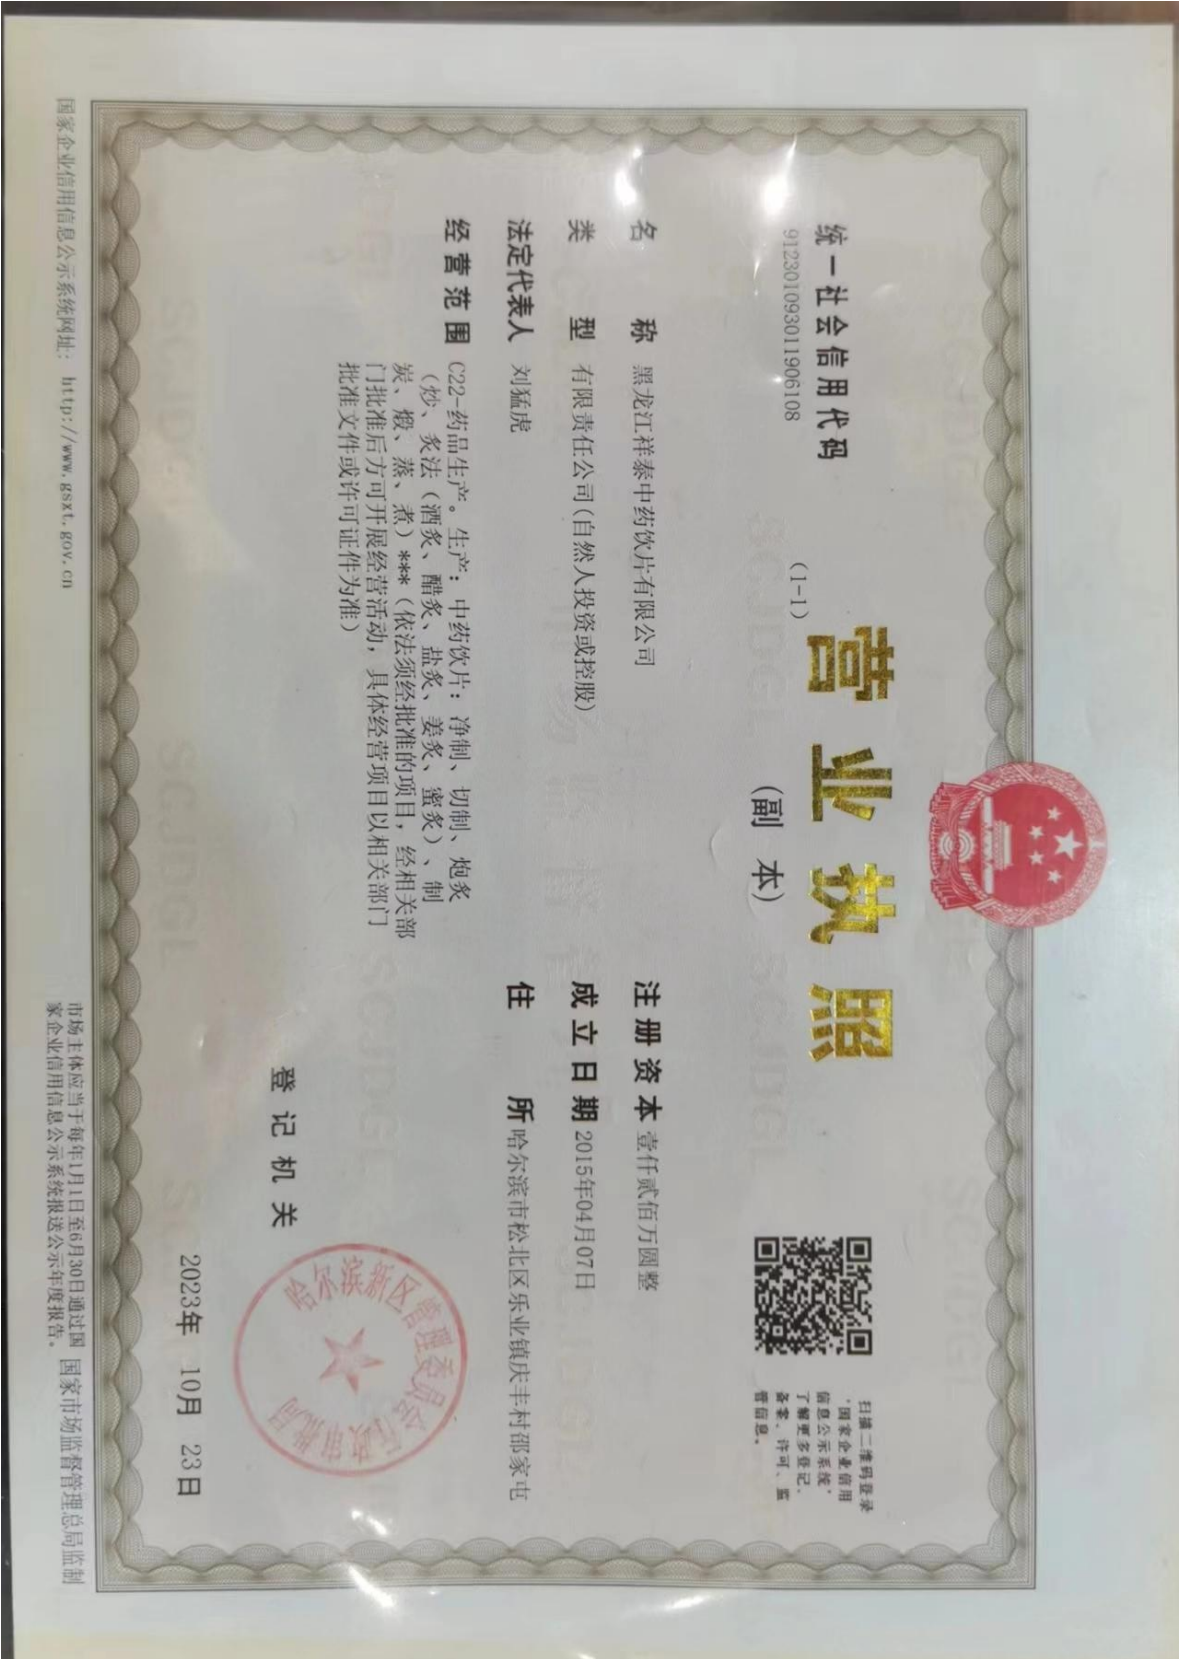 营业执照
(副 本)
(1-1)
统一社会信用代码
912301093011906108
扫描二维码登录
“国家企业信用
信息公示系统”
了解更多登记、
备案、许可、监
管信息。
名 称 黑龙江祥泰中药饮片有限公司
类 型 有限责任公司(自然人投资或控股)
法定代表人 刘猛虎
经营范围 C22-药品生产。生产：中药饮片：净制、切制、炮炙
（炒、炙法（酒炙、醋炙、盐炙、姜炙、蜜炙）、制
炭、煅、蒸、煮）***（依法须经批准的项目，经相关部
门批准后方可开展经营活动，具体经营项目以相关部门
批准文件或许可证件为准）
注册资本 壹仟贰佰万圆整
成立日期 2015年04月07日
住 所 哈尔滨市松北区乐业镇庆丰村邵家屯
登记机关
哈尔滨新区管理委员会行政审批局
2023年 10月 23日
国家企业信用信息公示系统网址：http://www.gsxt.gov.cn
市场主体应当于每年1月1日至6月30日通过国
家企业信用信息公示系统报送公示年度报告。
国家市场监督管理总局监制